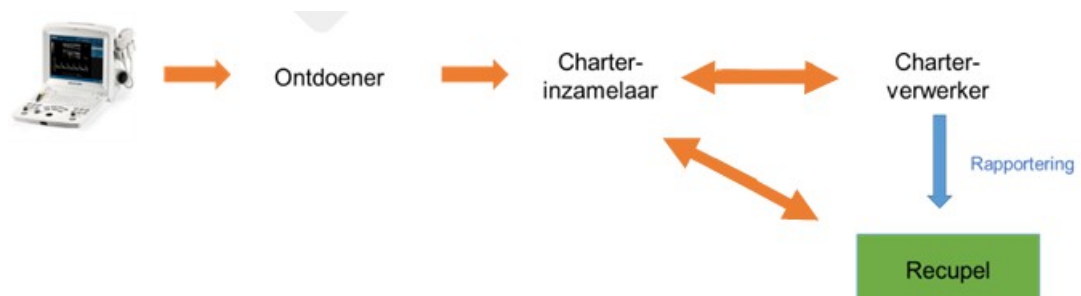 Ontdoener
Charter-
inzamelaar
Charter-
verwerker
Rapportering
Recupel